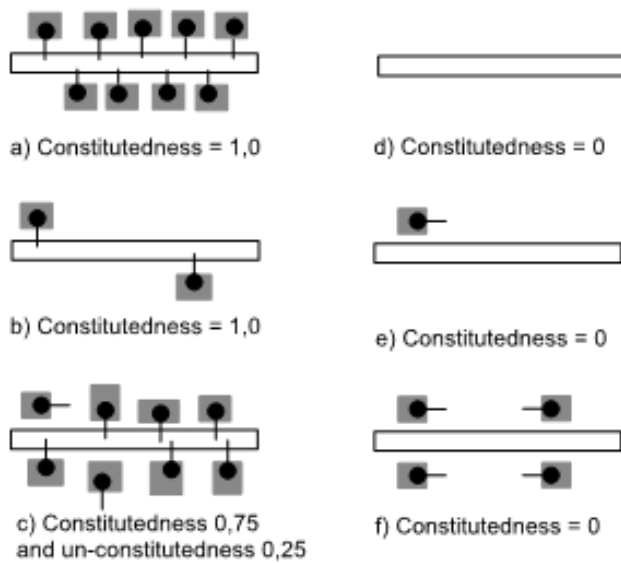 a) Constitutedness = 1,0
d) Constitutedness = 0
b) Constitutedness = 1,0
e) Constitutedness = 0
c) Constitutedness 0,75
and un-constitutedness 0,25
f) Constitutedness = 0